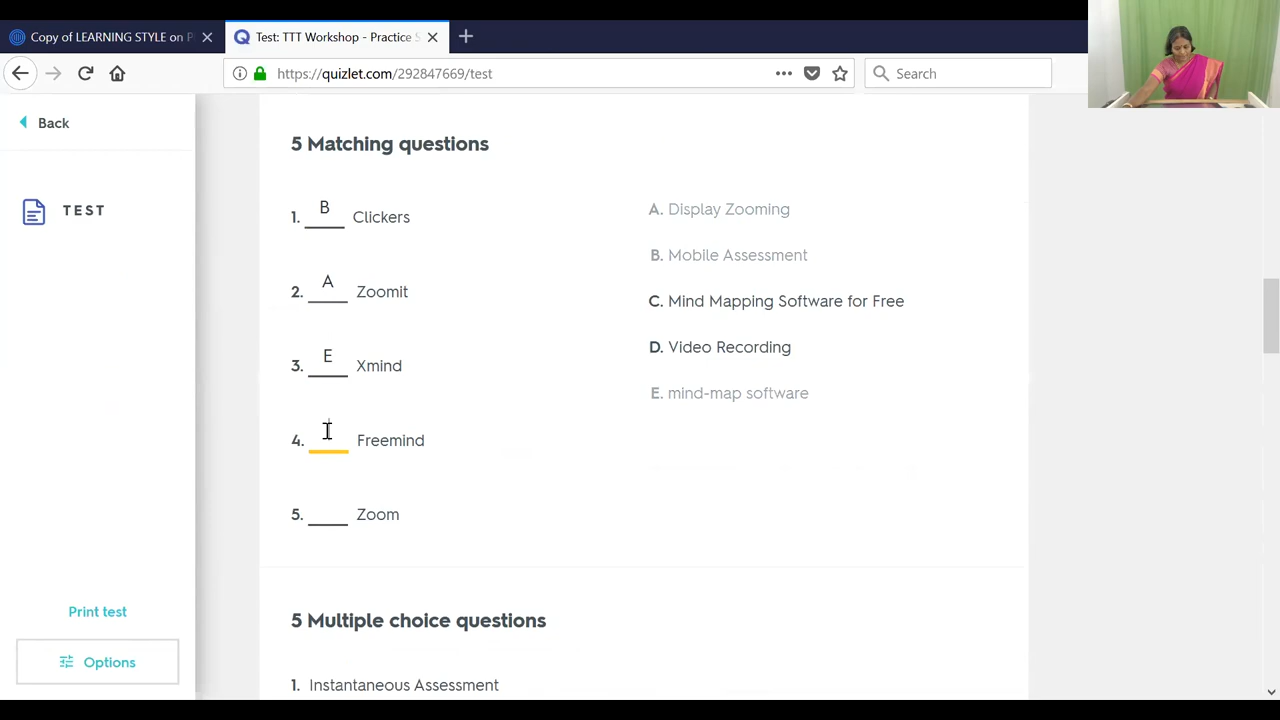 Copy of LEARNING STYLE on P
Test: TTT Workshop - Practice S
https://quizlet.com/292847669/test
Search
Back
TEST
5 Matching questions
1. B Clickers
2. A Zoomit
3. E Xmind
4. Freemind
5. Zoom
A. Display Zooming
B. Mobile Assessment
C. Mind Mapping Software for Free
D. Video Recording
E. mind-map software
5 Multiple choice questions
1. Instantaneous Assessment
Print test
Options